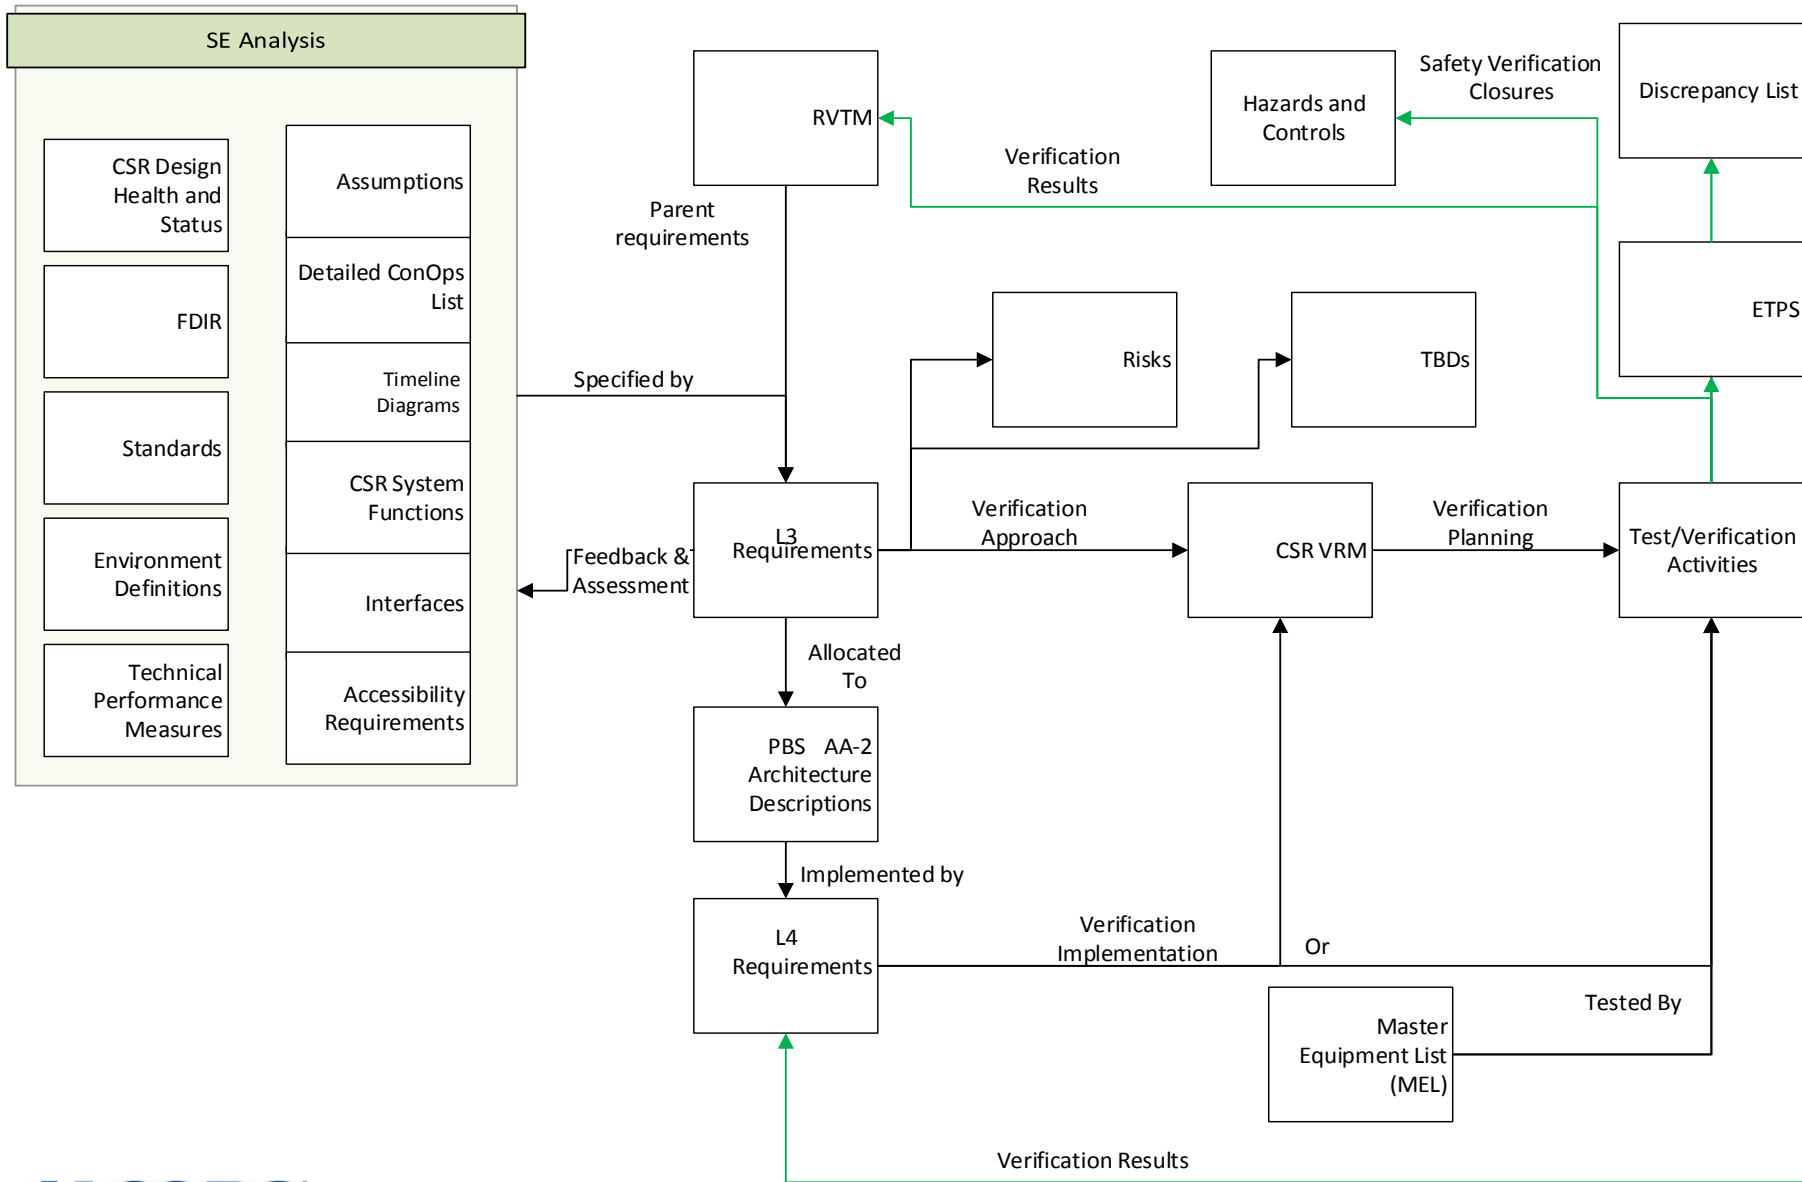 SE Analysis
CSR Design
Health and
Status
FDIR
Standards
Environment
Definitions
Technical
Performance
Measures
Assumptions
Detailed ConOps
List
Timeline
Diagrams
CSR System
Functions
Interfaces
Accessibility
Requirements
RVTM
Parent
requirements
Specified by
Feedback &
Assessment
L3
Requirements
Allocated
To
PBS AA-2
Architecture
Descriptions
Implemented by
L4
Requirements
Verification
Results
Hazards and
Controls
Safety Verification
Closures
Discrepancy List
ETPS
Risks
TBDs
Verification
Approach
CSR VRM
Verification
Planning
Test/Verification
Activities
Verification
Implementation
Or
Tested By
Master
Equipment List
(MEL)
Verification Results